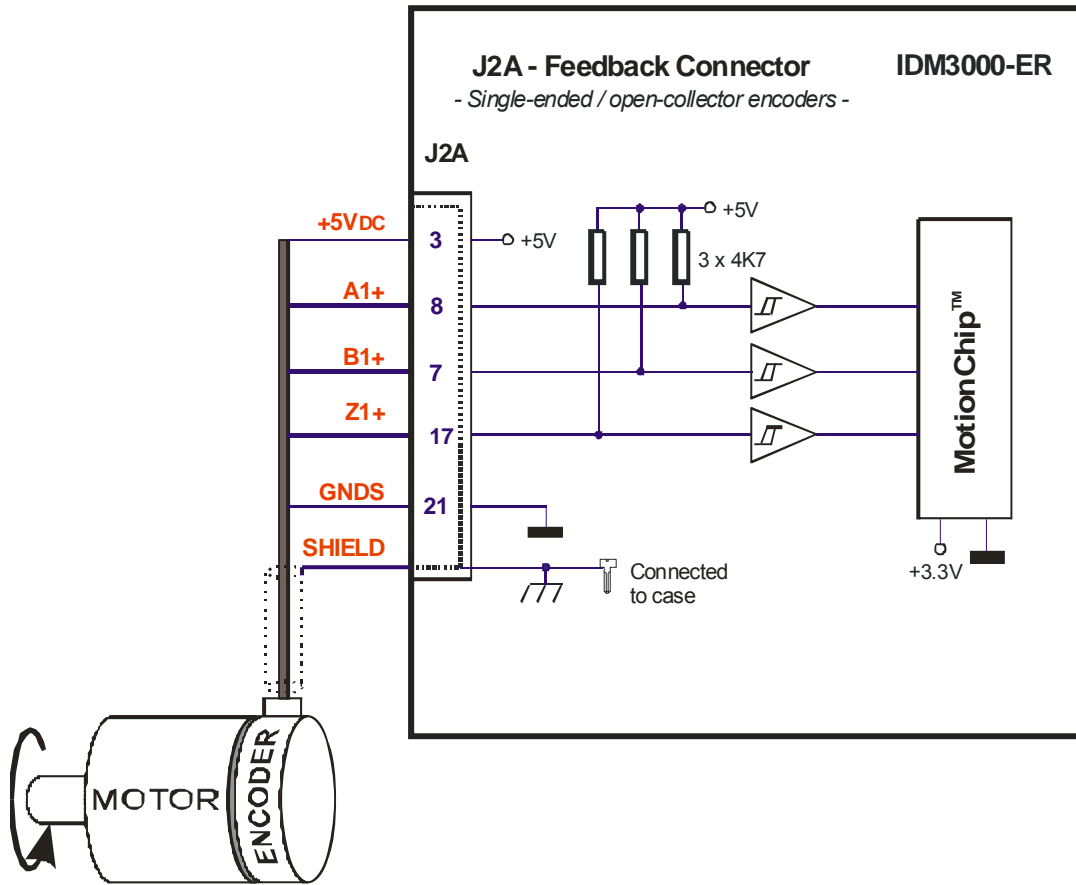 J2A - Feedback Connector
IDM3000-ER
- Single-ended / open-collector encoders -
J2A
+5VDC
3
+5V
+5V
3 x 4K7
A1+
8
B1+
7
Z1+
17
GNDS
21
SHIELD
Connected
to case
MotionChip™
+3.3V
MOTOR
ENCODER